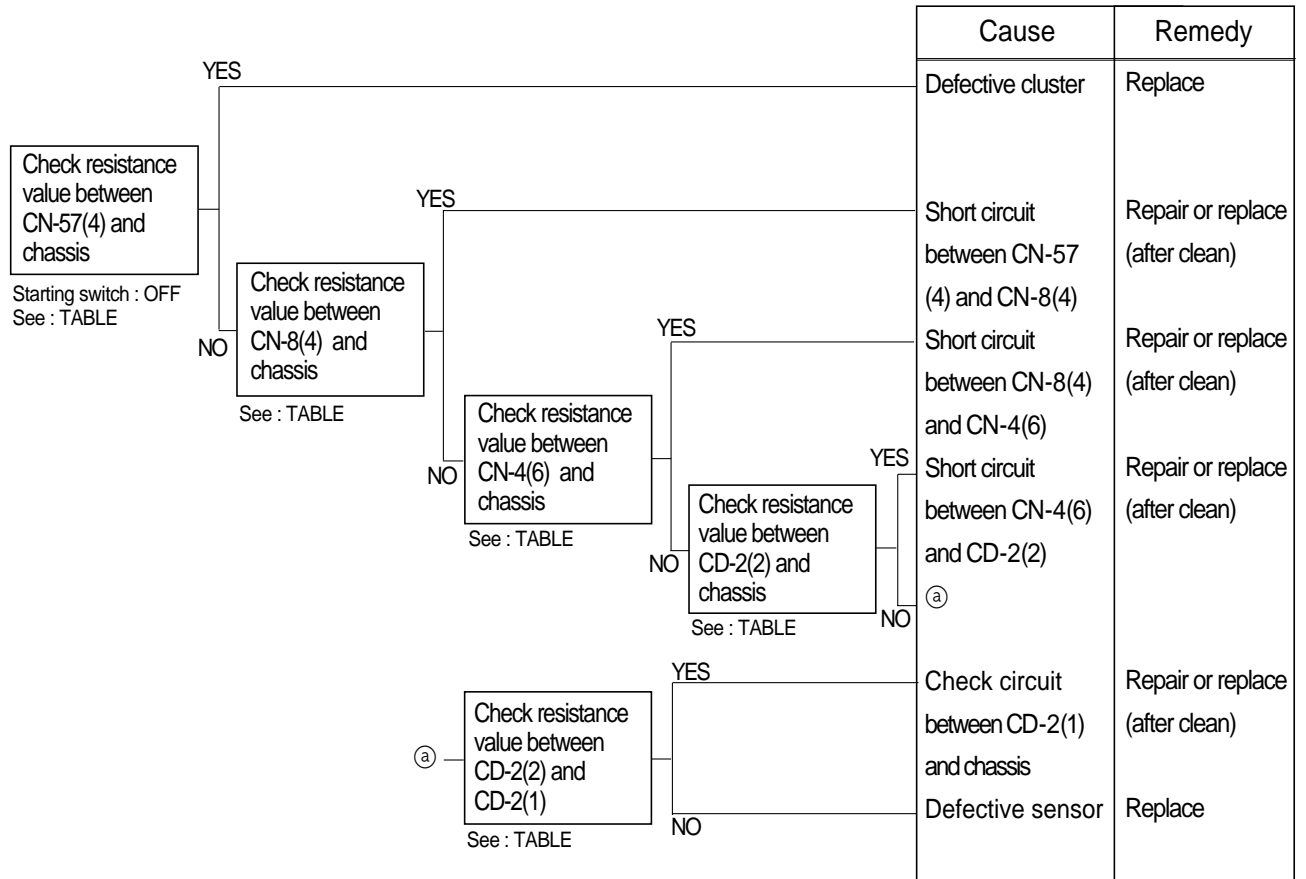 Cause
Remedy
YES
Defective cluster
Replace
Check resistance
value between
CN-57(4) and
chassis
Starting switch : OFF
See : TABLE
YES
Short circuit
between CN-57
(4) and CN-8(4)
Repair or replace
(after clean)
NO
Check resistance
value between
CN-8(4) and
chassis
See : TABLE
YES
Short circuit
between CN-8(4)
and CN-4(6)
Repair or replace
(after clean)
NO
Check resistance
value between
CN-4(6) and
chassis
See : TABLE
YES
Short circuit
between CN-4(6)
and CD-2(2)
Repair or replace
(after clean)
NO
Check resistance
value between
CD-2(2) and
chassis
See : TABLE
NO
ⓐ
ⓐ
Check resistance
value between
CD-2(2) and
CD-2(1)
See : TABLE
YES
Check circuit
between CD-2(1)
and chassis
Repair or replace
(after clean)
NO
Defective sensor
Replace